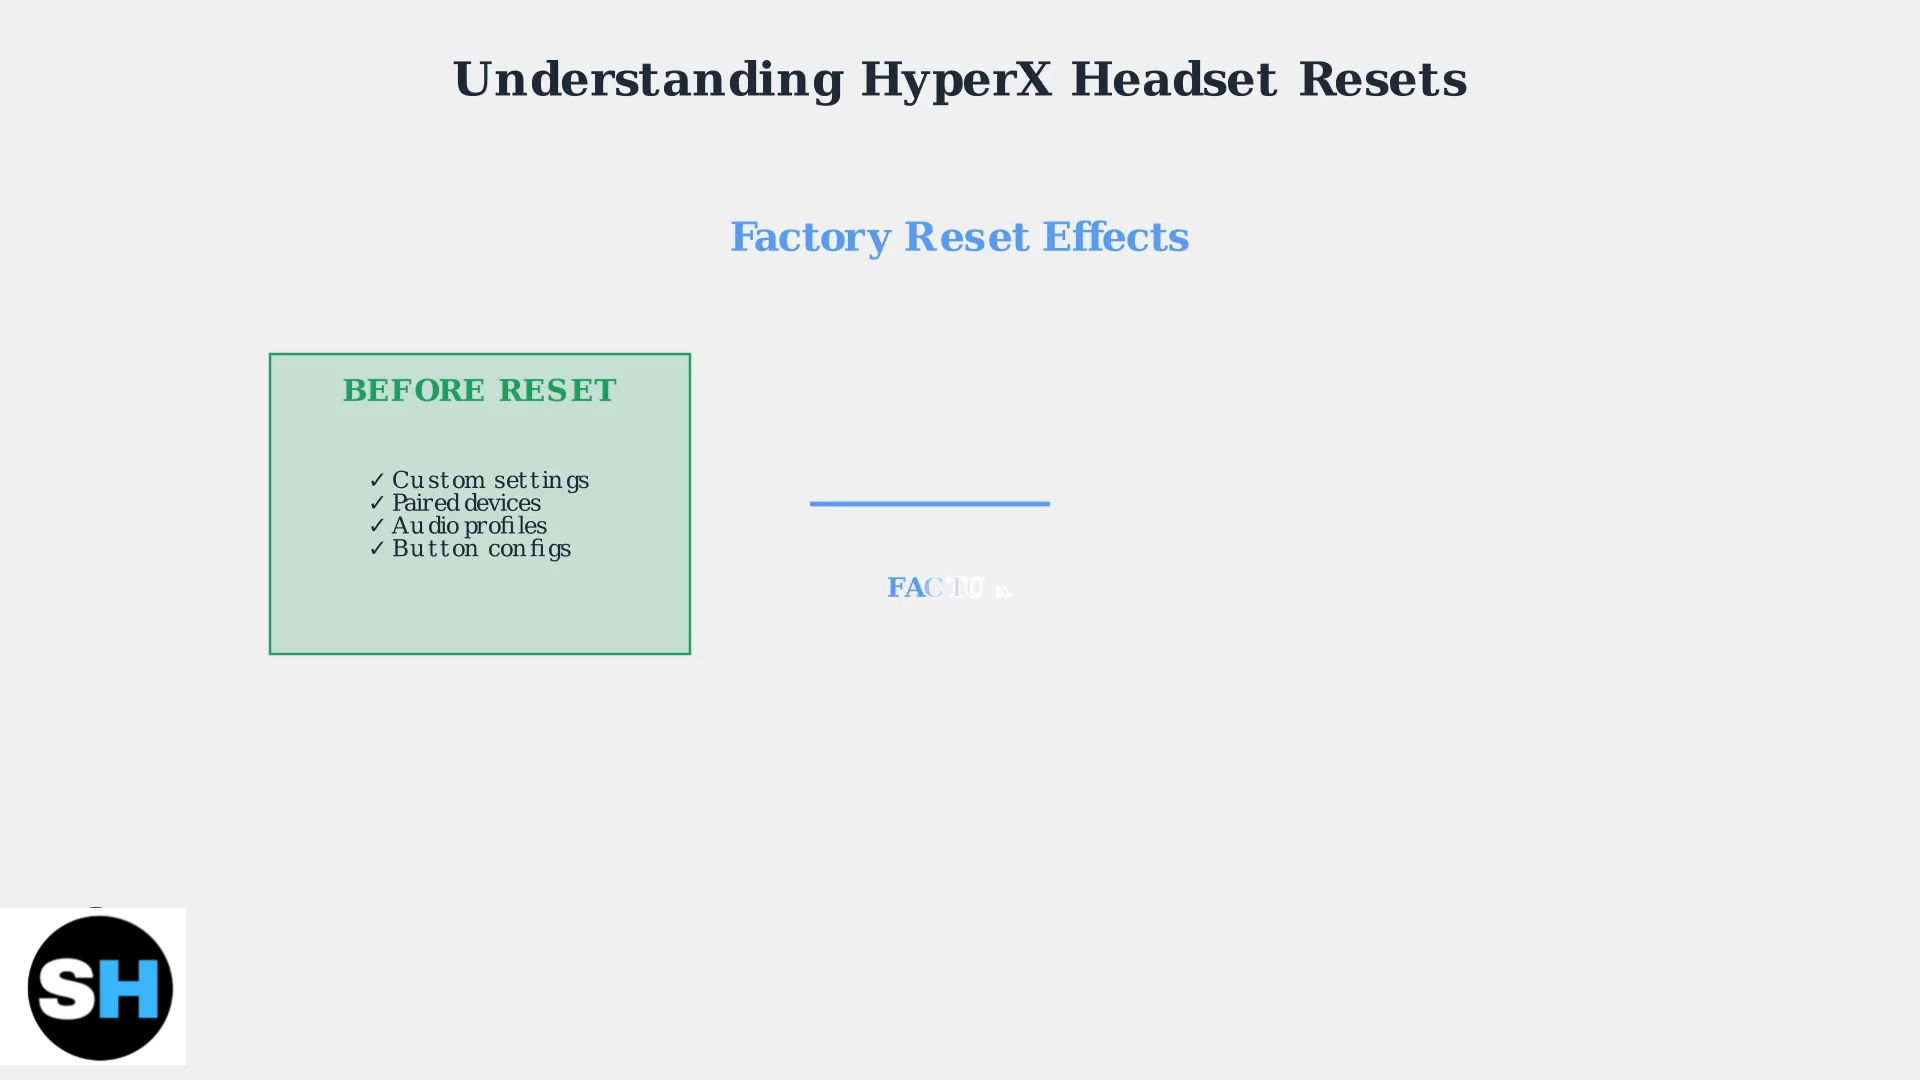 Understanding HyperX Headset Resets
Factory Reset Effects
BEFORE RESET
✓ Custom settings
✓ Paired devices
✓ Audio profiles
✓ Button configs
SH